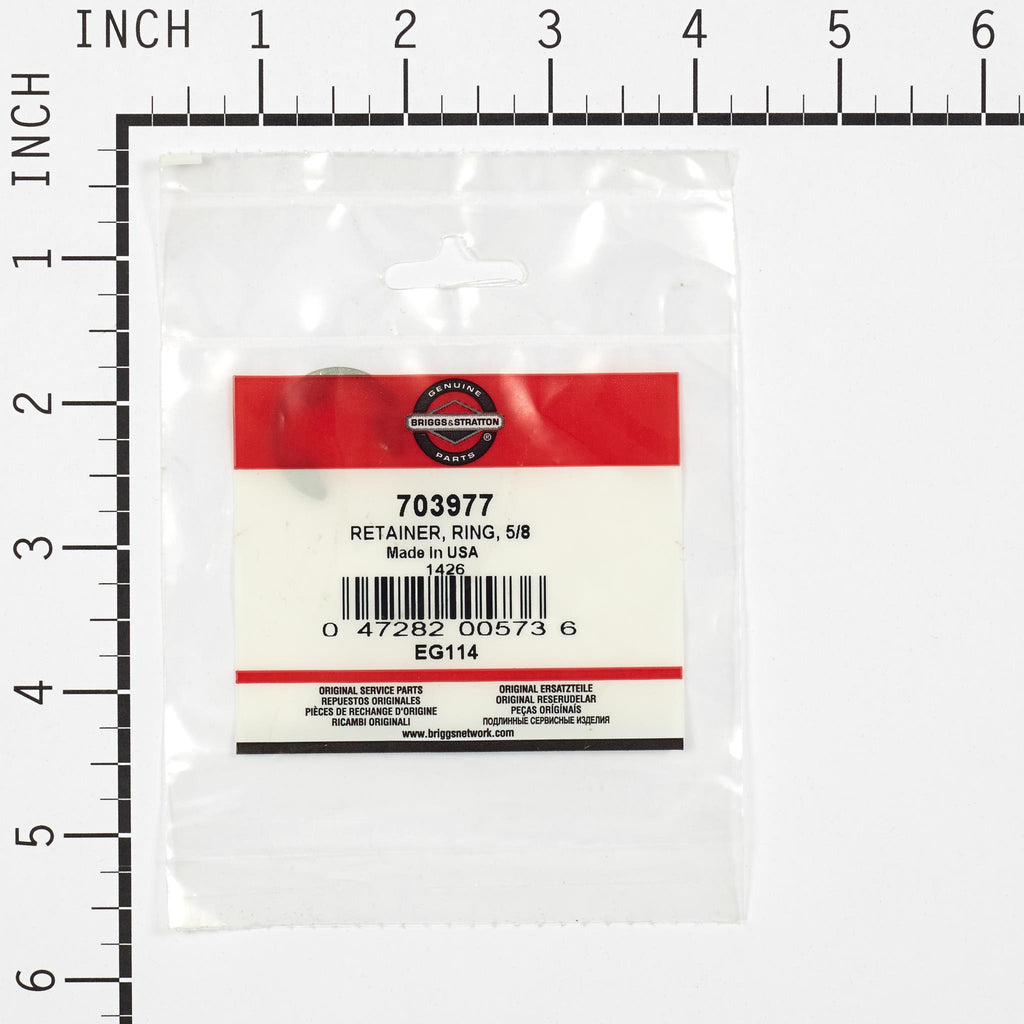 INCH 1 2 3 4 5 6
INCH
1
2
3
4
5
6
GENUINE
BRIGGS & STRATTON
®
PARTS
703977
RETAINER, RING, 5/8
Made in USA
1426
0 47282 00573 6
EG114
ORIGINAL SERVICE PARTS
REPUESTOS ORIGINALES
PIÈCES DE RECHANGE D'ORIGINE
RICAMBI ORIGINALI
ORIGINAL ERSATZTEILE
ORIGINAL RESERUDELAR
PEÇAS ORIGÍNAIS
ПОДЛИННЫЕ СЕРВИСНЫЕ ИЗДЕЛИЯ
www.briggsnetwork.com